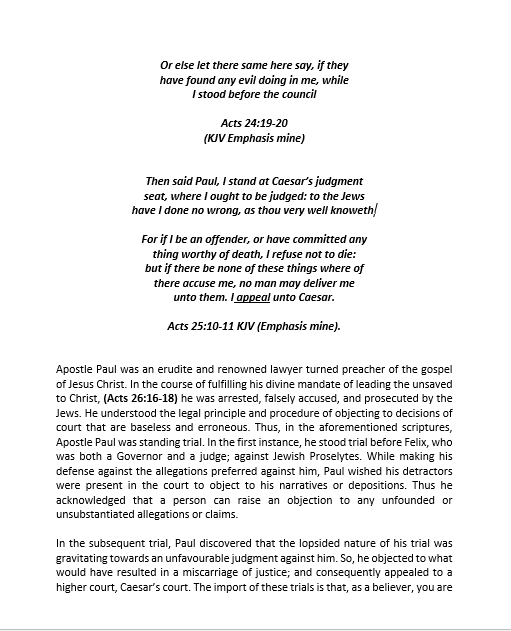 Or else let there same here say, if they
have found any evil doing in me, while
I stood before the council
Acts 24:19-20
(KJV Emphasis mine)
Then said Paul, I stand at Caesar's judgment
seat, where I ought to be judged: to the Jews
have I done no wrong, as thou very well knoweth/
For if I be an offender, or have committed any
thing worthy of death, I refuse not to die:
but if there be none of these things where of
there accuse me, no man may deliver me
unto them. I appeal unto Caesar.
Acts 25:10-11 KJV (Emphasis mine).
Apostle Paul was an erudite and renowned lawyer turned preacher of the gospel
of Jesus Christ. In the course of fulfilling his divine mandate of leading the unsaved
to Christ, (Acts 26:16-18) he was arrested, falsely accused, and prosecuted by the
Jews. He understood the legal principle and procedure of objecting to decisions of
court that are baseless and erroneous. Thus, in the aforementioned scriptures,
Apostle Paul was standing trial. In the first instance, he stood trial before Felix, who
was both a Governor and a judge; against Jewish Proselytes. While making his
defense against the allegations preferred against him, Paul wished his detractors
were present in the court to object to his narratives or depositions. Thus he
acknowledged that a person can raise an objection to any unfounded or
unsubstantiated allegations or claims.
In the subsequent trial, Paul discovered that the lopsided nature of his trial was
gravitating towards an unfavourable judgment against him. So, he objected to what
would have resulted in a miscarriage of justice; and consequently appealed to a
higher court, Caesar's court. The import of these trials is that, as a believer, you are